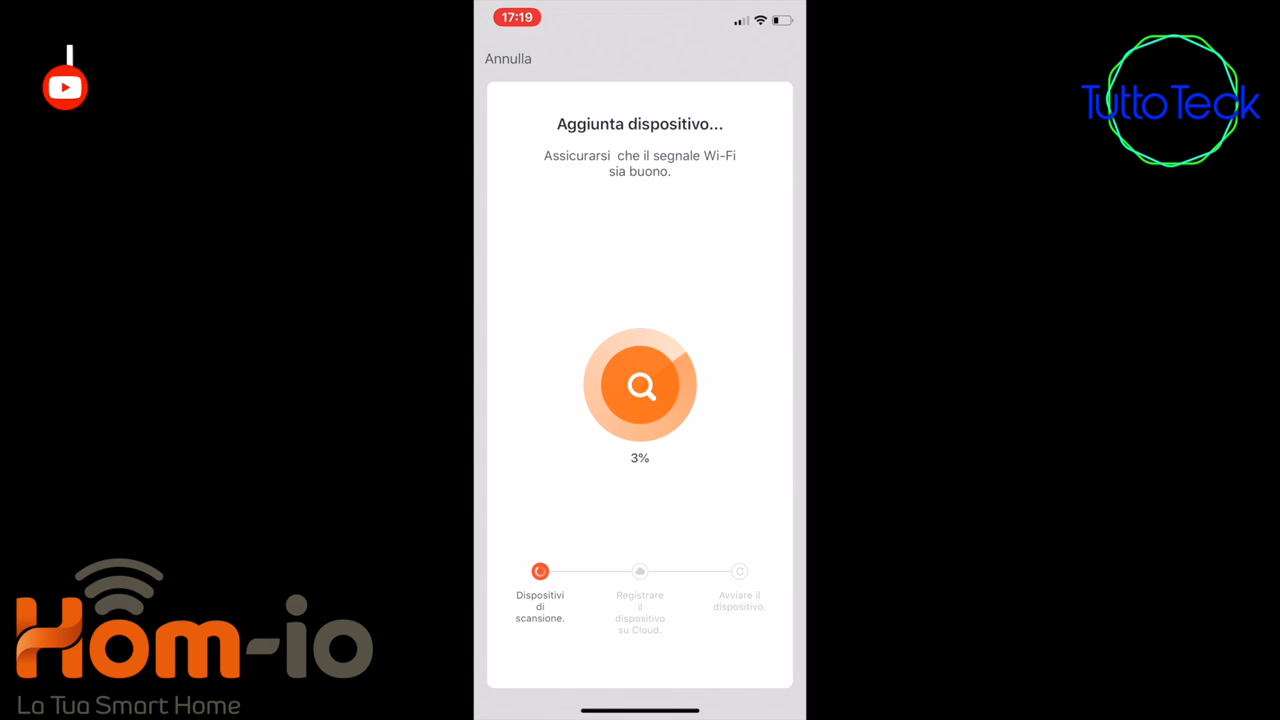 17:19
Annulla
Aggiunta dispositivo...
Assicurarsi che il segnale Wi-Fi
sia buono.
3%
Dispositivi
di
scansione.
Registrare
il
dispositivo
su Cloud.
Avviare il
dispositivo.
TuttoTeck
Hom-io
La Tua Smart Home